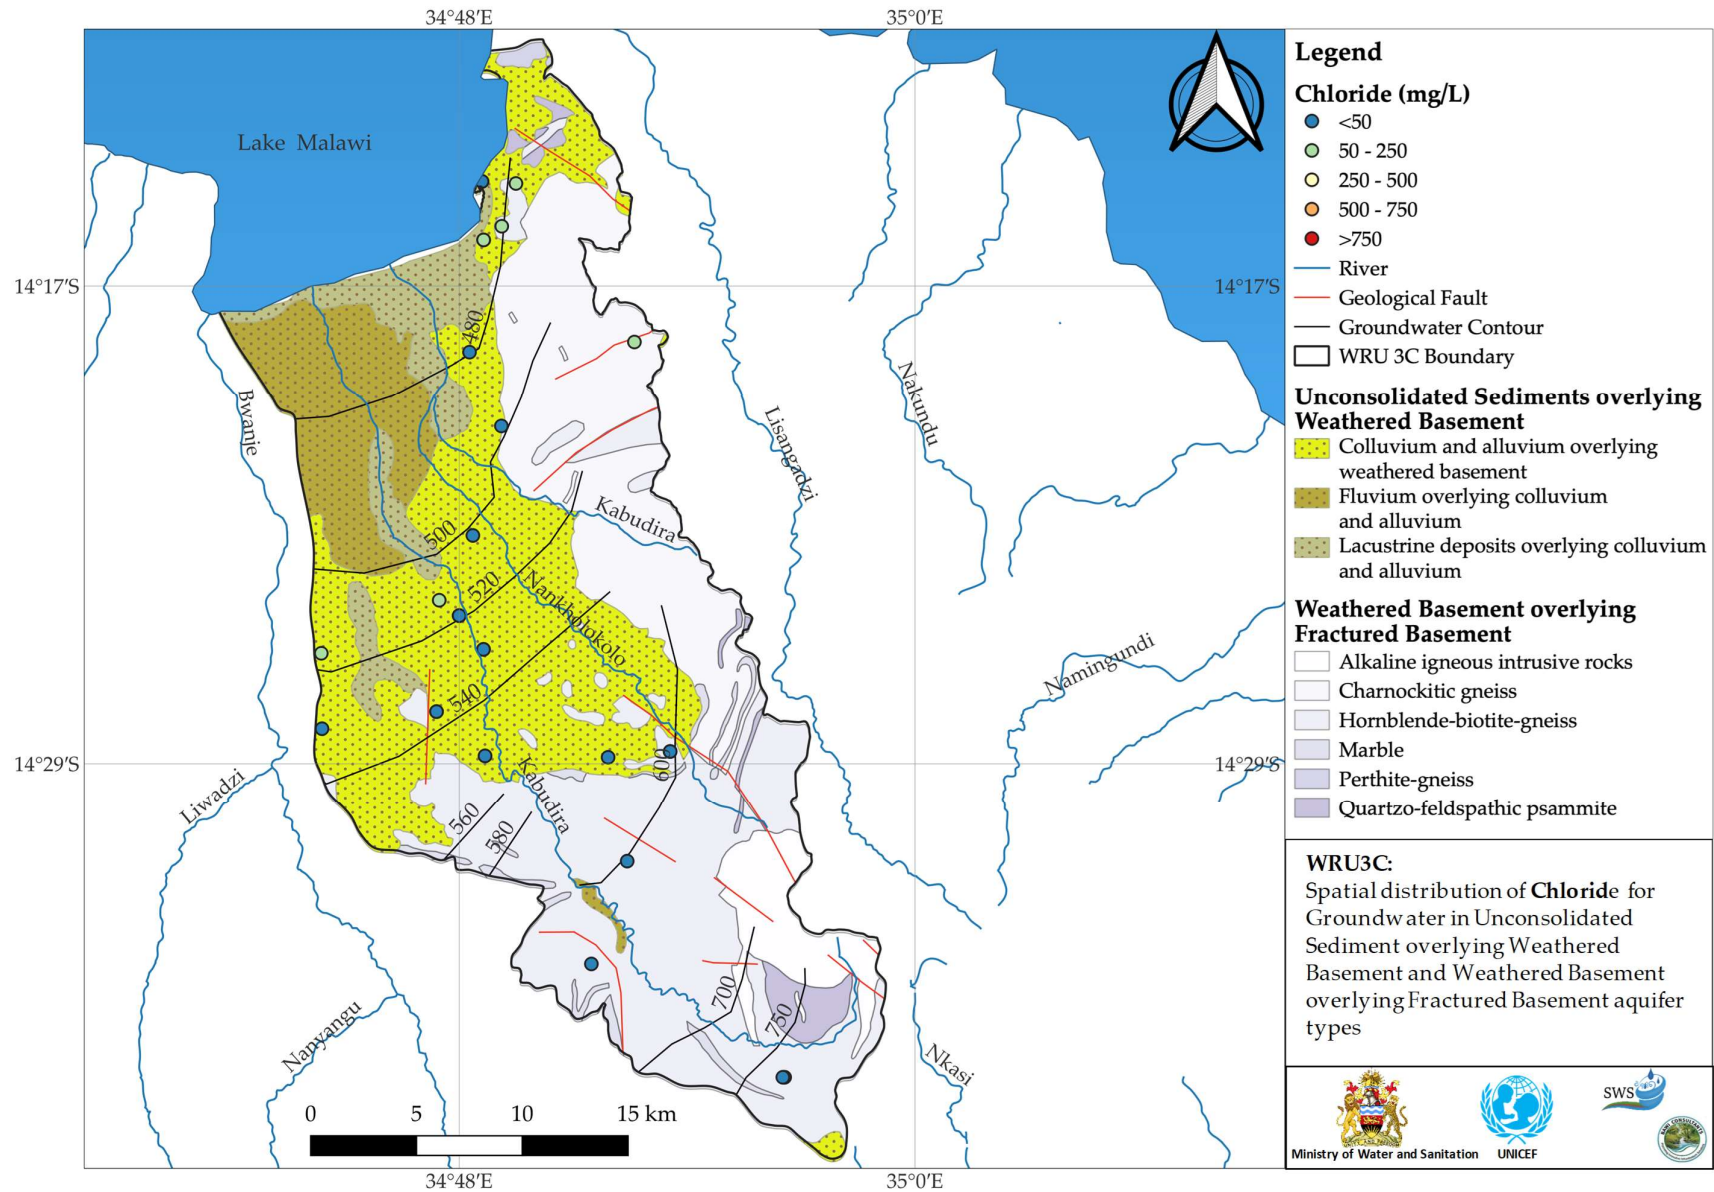 34°48′E
35°0′E
Lake Malawi
14°17′S
14°17′S
480
Bwanje
Nakundu
Lisangadzi
Kabudira
500
520
Nankholokolo
Namingundi
540
600
14°29′S
14°29′S
Liwadzi
Kabudira
560
580
700
750
Nanyangu
Nkasi
0 5 10 15 km
34°48′E
35°0′E
Legend
Chloride (mg/L)
<50
50 - 250
250 - 500
500 - 750
>750
River
Geological Fault
Groundwater Contour
WRU 3C Boundary
Unconsolidated Sediments overlying
Weathered Basement
Colluvium and alluvium overlying
weathered basement
Fluvium overlying colluvium
and alluvium
Lacustrine deposits overlying colluvium
and alluvium
Weathered Basement overlying
Fractured Basement
Alkaline igneous intrusive rocks
Charnockitic gneiss
Hornblende-biotite-gneiss
Marble
Perthite-gneiss
Quartzo-feldspathic psammite
WRU3C:
Spatial distribution of Chloride for
Groundwater in Unconsolidated
Sediment overlying Weathered
Basement and Weathered Basement
overlying Fractured Basement aquifer
types
SWS
Ministry of Water and Sanitation
UNICEF